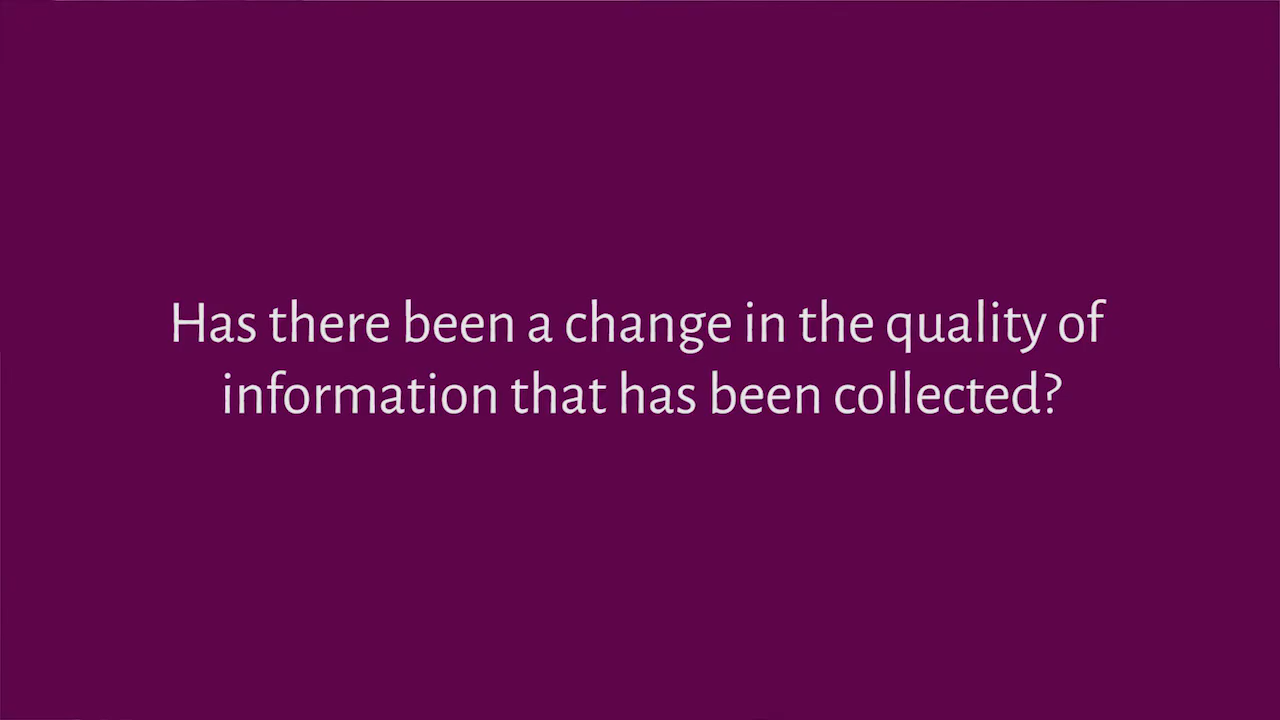 Has there been a change in the quality of
information that has been collected?